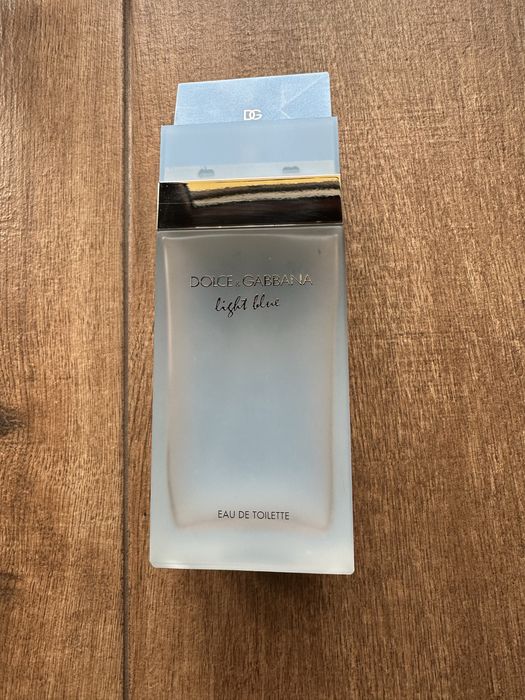 DG
DOLCE & GABBANA
light blue
EAU DE TOILETTE